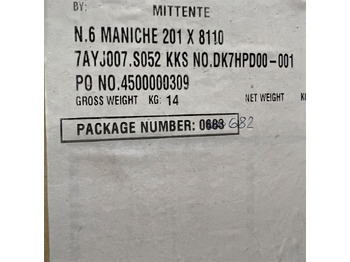 BY: MITTENTE
N.6 MANICHE 201 X 8110
7AYJ007.S052 KKS NO.DK7HPD00-001
PO NO.4500000309
GROSS WEIGHT KG: 14 NET WEIGHT
PACKAGE NUMBER: 0683 682